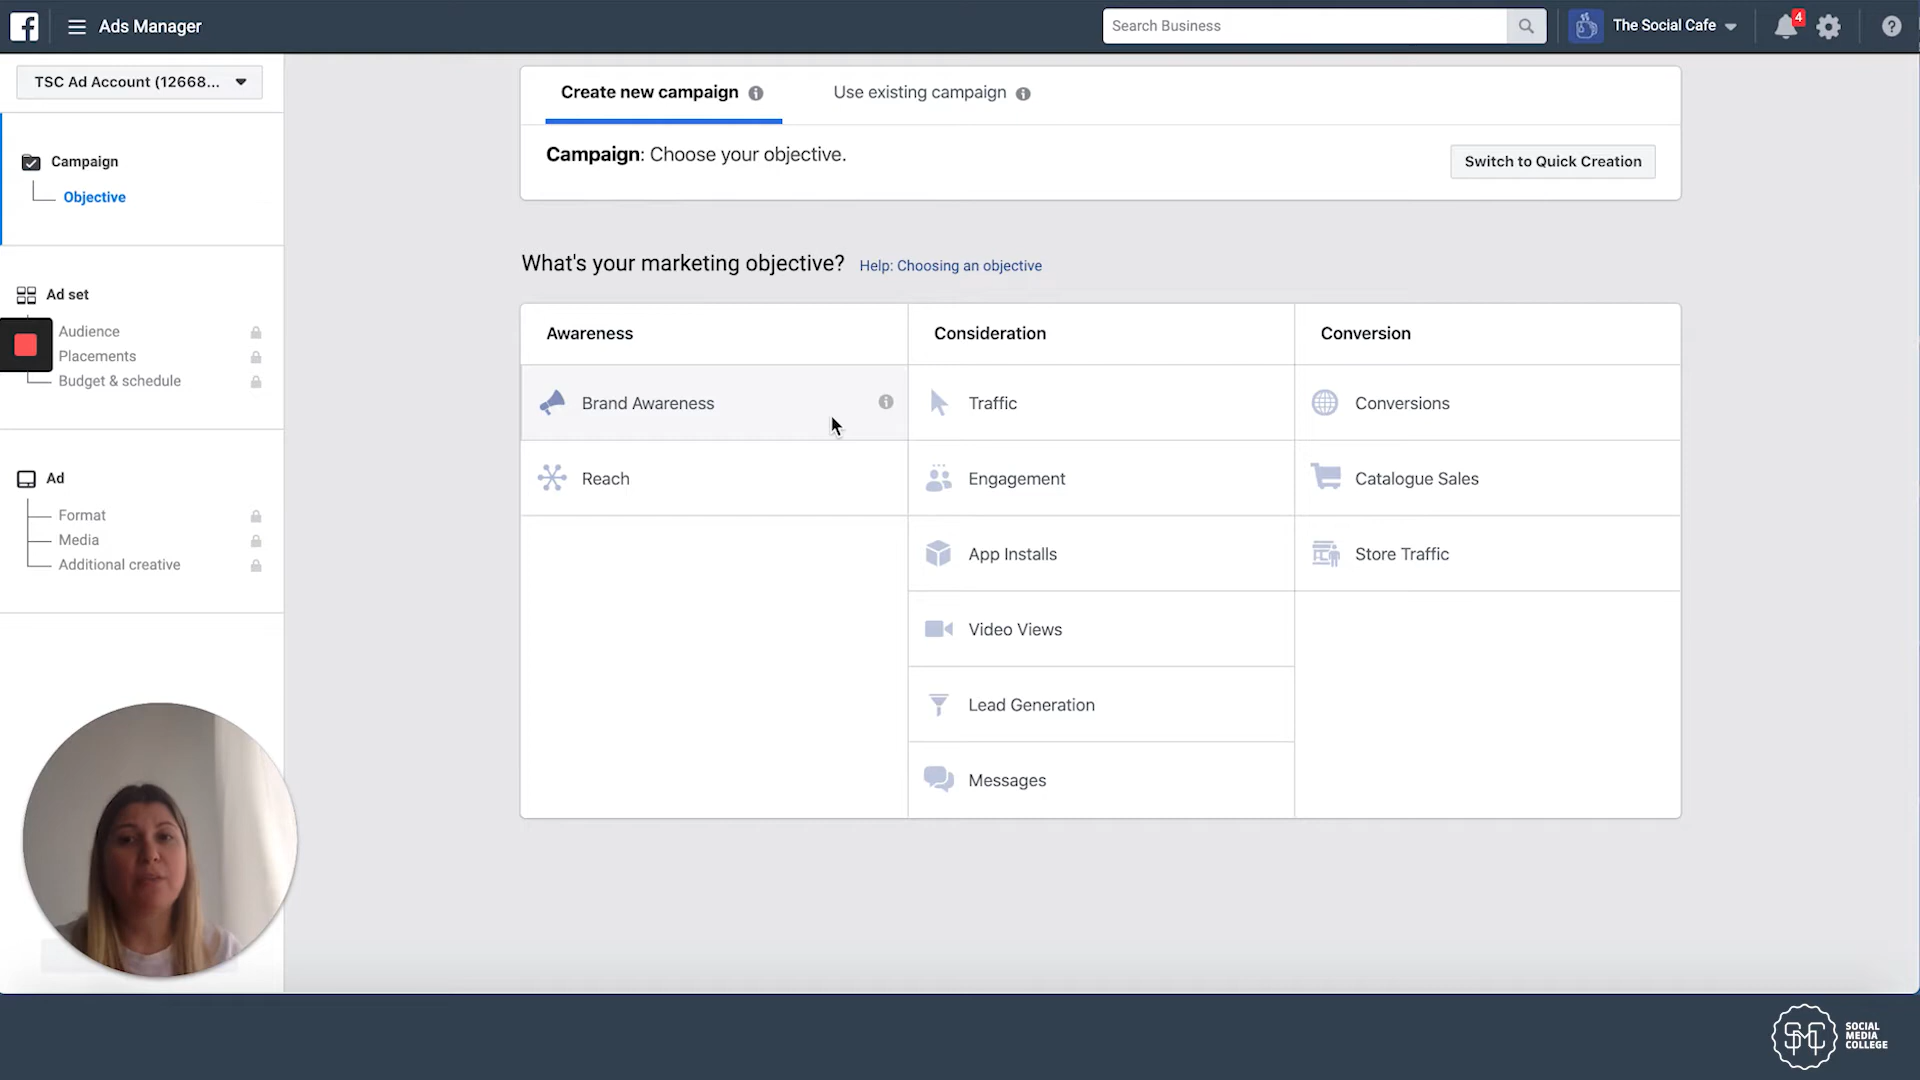 Ads Manager
Search Business
The Social Cafe
4
TSC Ad Account (12668...
Campaign
Objective
Ad set
Audience
Placements
Budget & schedule
Ad
Format
Media
Additional creative
Create new campaign
Use existing campaign
Campaign: Choose your objective.
Switch to Quick Creation
What's your marketing objective?
Help: Choosing an objective
Awareness
Consideration
Conversion
Brand Awareness
Traffic
Conversions
Reach
Engagement
Catalogue Sales
App Installs
Store Traffic
Video Views
Lead Generation
Messages
SMC
SOCIAL
MEDIA
COLLEGE